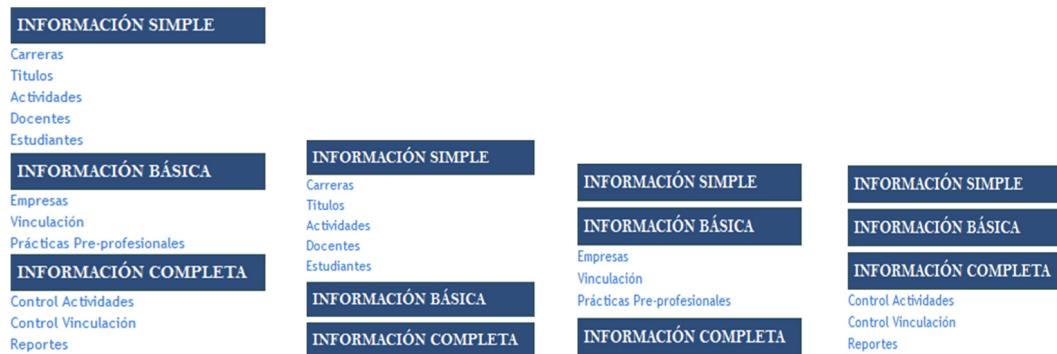 INFORMACIÓN SIMPLE
Carreras
Titulos
Actividades
Docentes
Estudiantes
INFORMACIÓN BÁSICA
Empresas
Vinculación
Prácticas Pre-profesionales
INFORMACIÓN COMPLETA
Control Actividades
Control Vinculación
Reportes
INFORMACIÓN SIMPLE
Carreras
Titulos
Actividades
Docentes
Estudiantes
INFORMACIÓN BÁSICA
INFORMACIÓN COMPLETA
INFORMACIÓN SIMPLE
INFORMACIÓN BÁSICA
Empresas
Vinculación
Prácticas Pre-profesionales
INFORMACIÓN COMPLETA
INFORMACIÓN SIMPLE
INFORMACIÓN BÁSICA
INFORMACIÓN COMPLETA
Control Actividades
Control Vinculación
Reportes